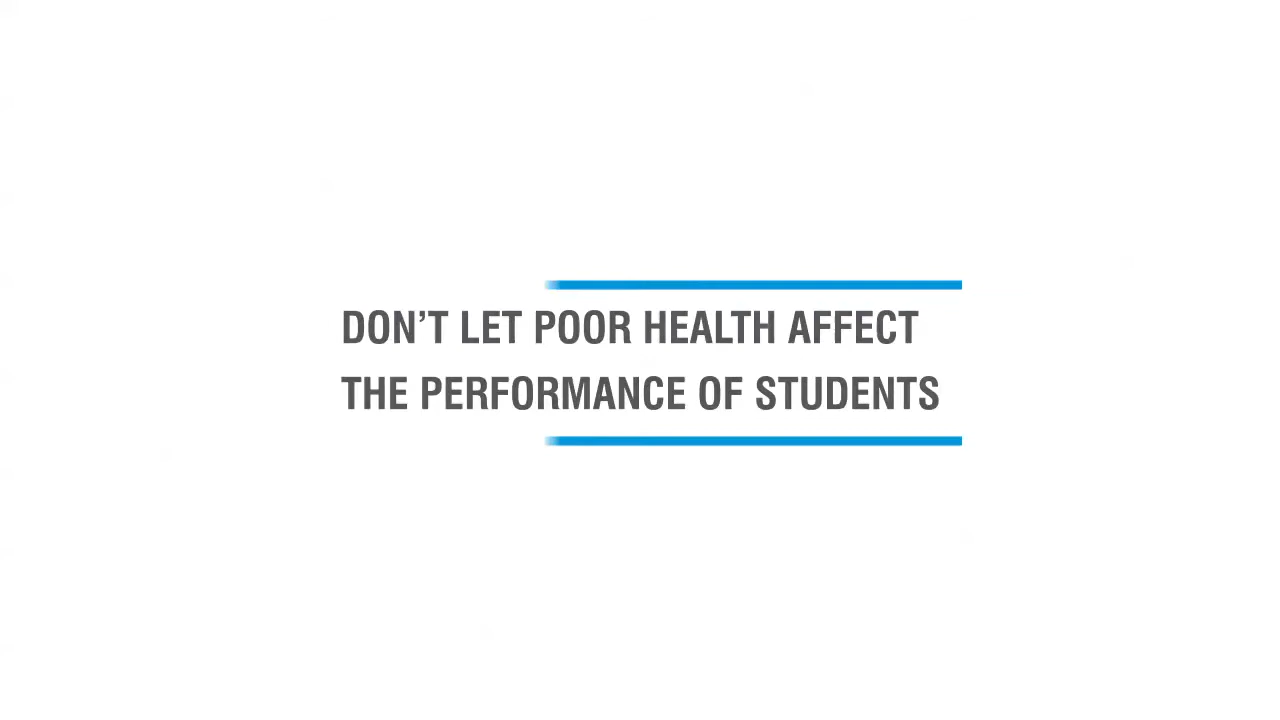 DON’T LET POOR HEALTH AFFECT
THE PERFORMANCE OF STUDENTS